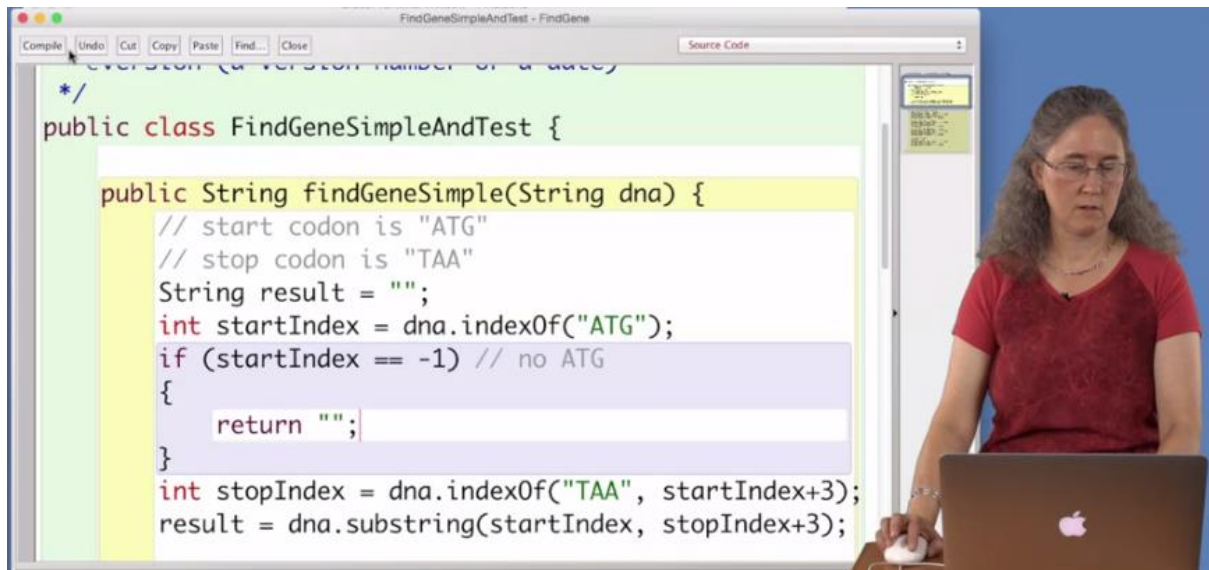 FindGeneSimpleAndTest - FindGene
Compile Undo Cut Copy Paste Find... Close Source Code
*/
public class FindGeneSimpleAndTest {
public String findGeneSimple(String dna) {
// start codon is "ATG"
// stop codon is "TAA"
String result = "";
int startIndex = dna.indexOf("ATG");
if (startIndex == -1) // no ATG
{
return "";
}
int stopIndex = dna.indexOf("TAA", startIndex+3);
result = dna.substring(startIndex, stopIndex+3);